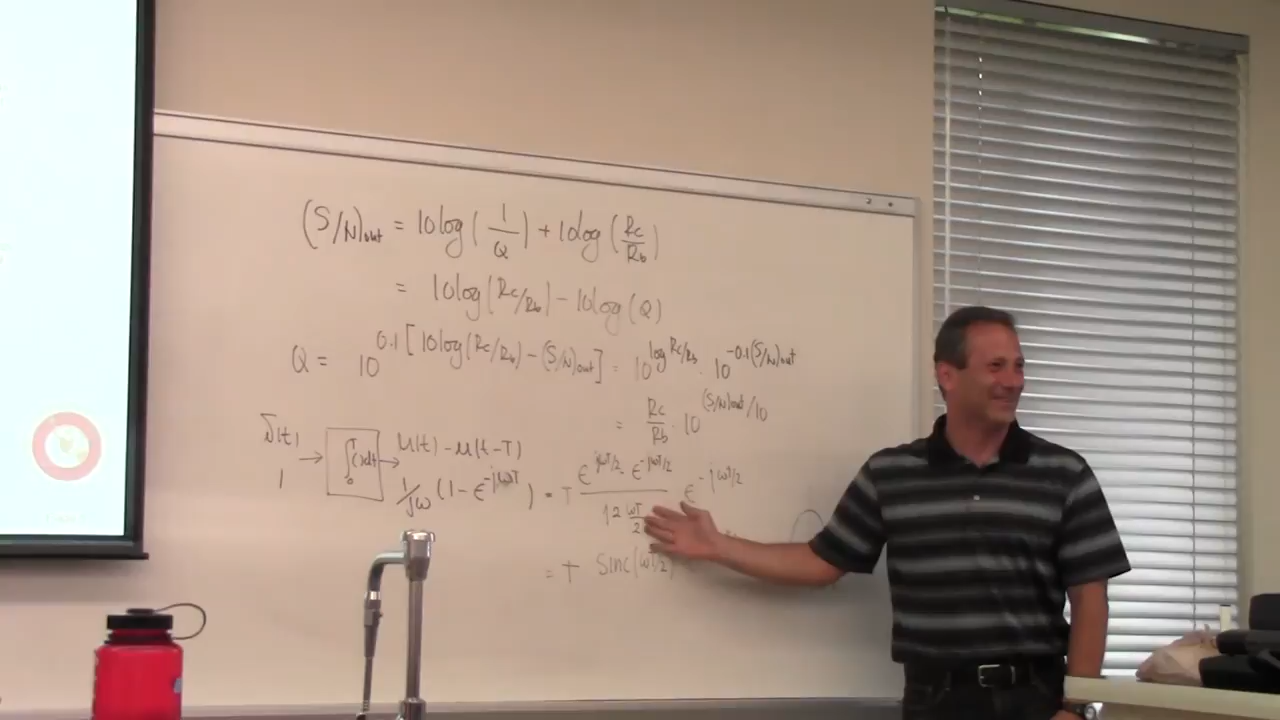 (S/N)out = 10log(1/Q) + 10log(Rc/Rb)
= 10log(Rc/Rb) - 10log(Q)
Q = 10^0.1[10log(Rc/Rb) - (S/N)out] = 10^log Rc/Rb · 10^-0.1(S/N)out
= Rc/Rb · 10^(S/N)out/10
δ(t) → ∫₀ᵀ( )dt → u(t) - u(t-T)
1 1/jω (1 - e^-jωT) = T (e^jωT/2 - e^-jωT/2)/(j2 ωT/2) e^-jωT/2
= T Sinc(ωT/2)